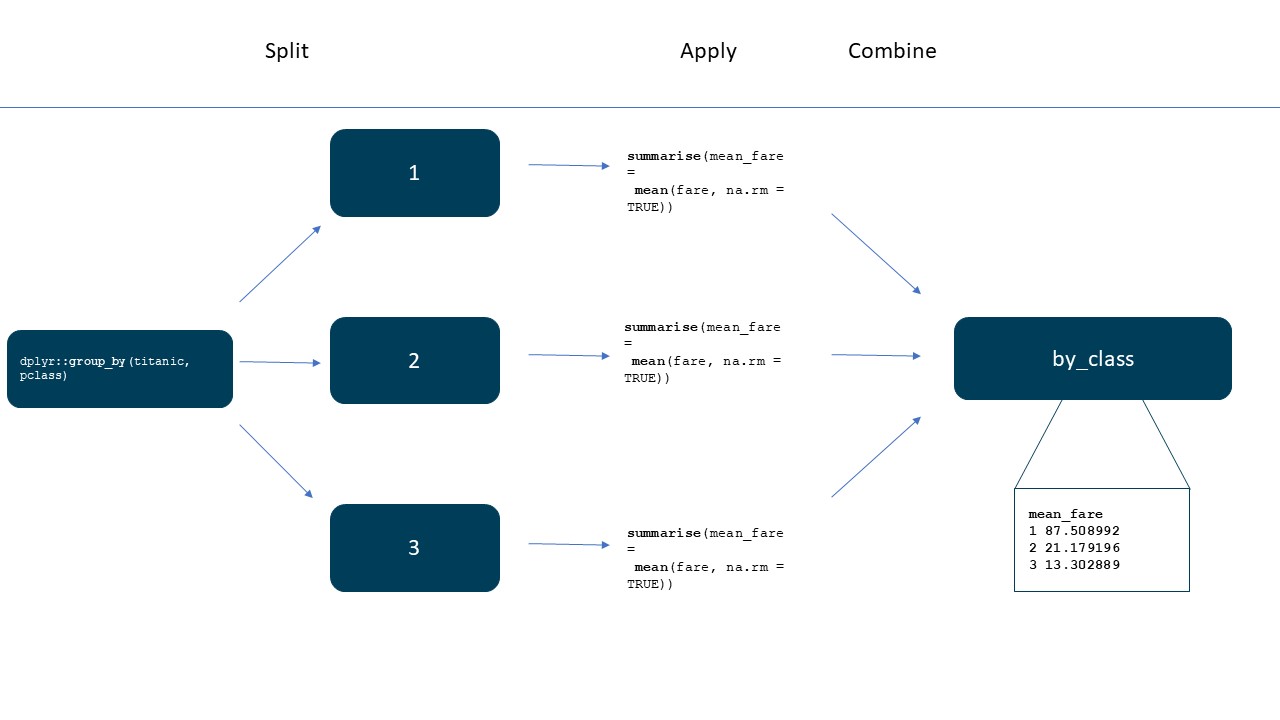 Split
Apply
Combine
dplyr::group_by(titanic,
pclass)
1
summarise(mean_fare
=
mean(fare, na.rm =
TRUE))
2
summarise(mean_fare
=
mean(fare, na.rm =
TRUE))
3
summarise(mean_fare
=
mean(fare, na.rm =
TRUE))
by_class
mean_fare
1 87.508992
2 21.179196
3 13.302889